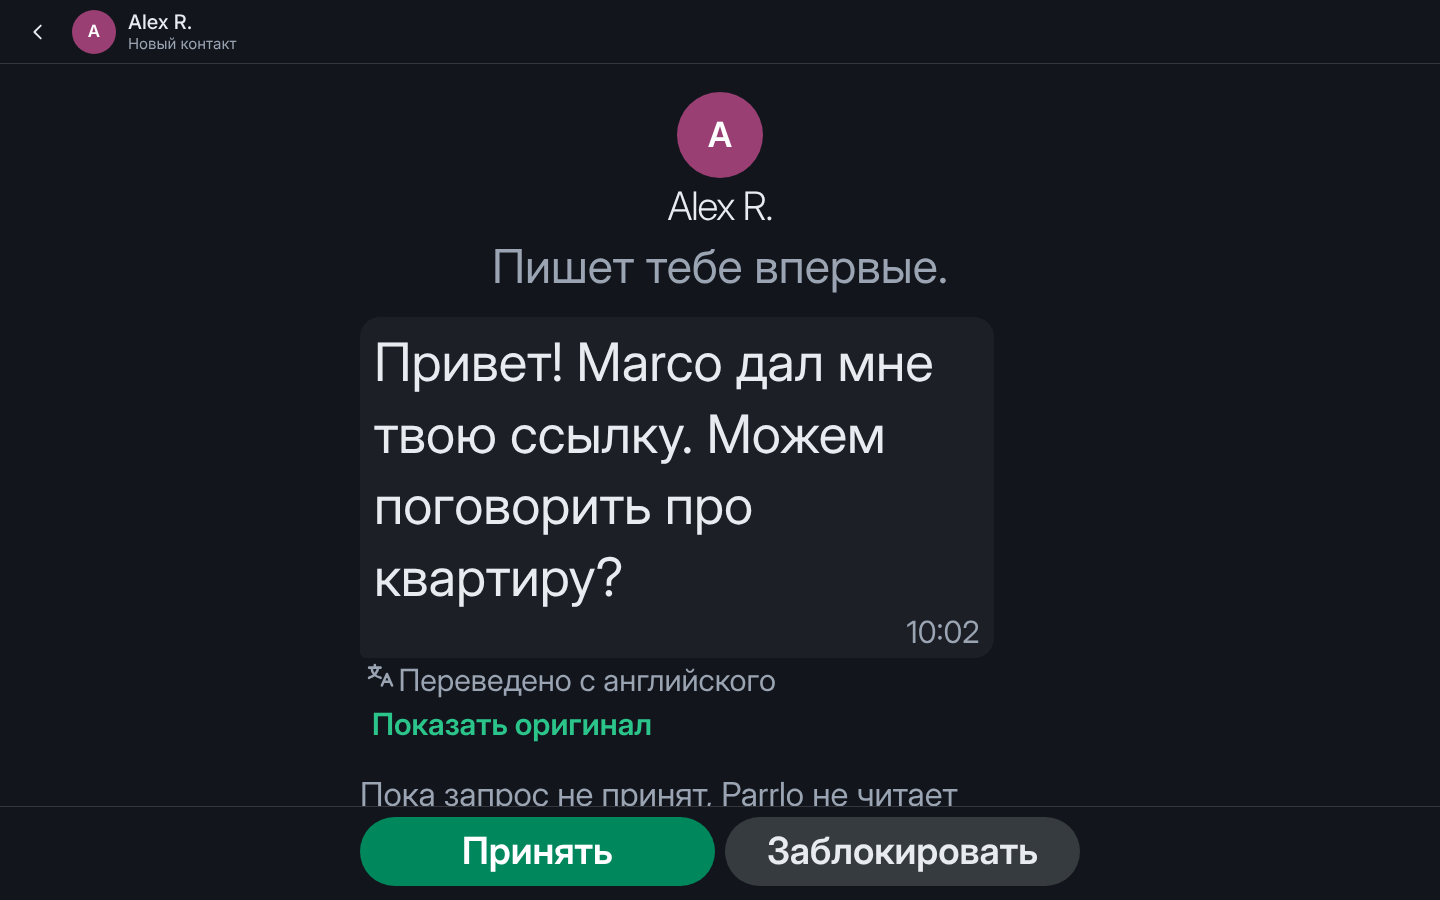 A
Alex R.
Новый контакт
A
Alex R.
Пишет тебе впервые.
Привет! Marco дал мне
твою ссылку. Можем
поговорить про
квартиру?
10:02
Переведено с английского
Показать оригинал
Пока запрос не принят, Parrlo не читает
Принять
Заблокировать